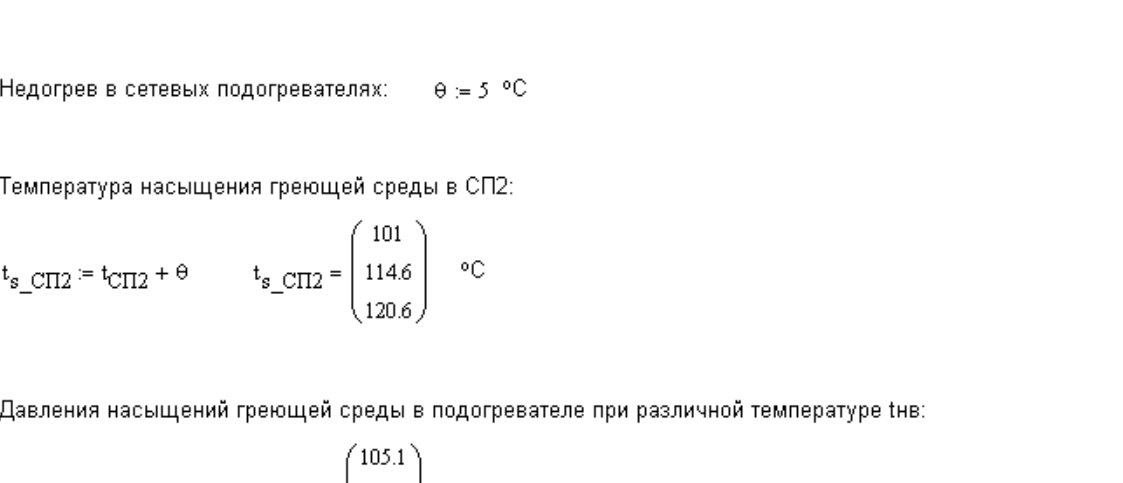 Недогрев в сетевых подогревателях: θ := 5 °C
Температура насыщения греющей среды в СП2:
101
t_s_СП2 := t_СП2 + θ t_s_СП2 = 114.6 °C
120.6
Давления насыщений греющей среды в подогревателе при различной температуре tнв:
105.1